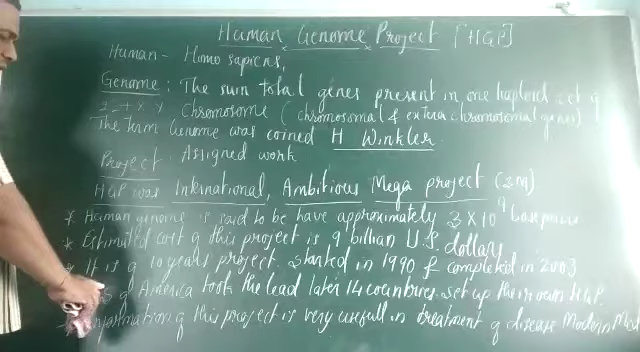 Human Genome Project [HGP]
Human - Homo sapiens,
Genome : The sum total genes present in one haploid set of
Chromosome ( chromosomal & extra chromosomal genes)
The term Genome was coined H Winkler
Project : Assigned work
HGP was International, Ambitious Mega project
* Human genome is said to be have approximately 3 X 10⁹ base pairs
* Estimated cost of this project is 9 billion U.S. dollars
* It is a 10 years project started in 1990 & completed in 2003
of America took the lead later 14 countries set up their own HGP
* Information of this project is very usefull in treatment of disease Modern